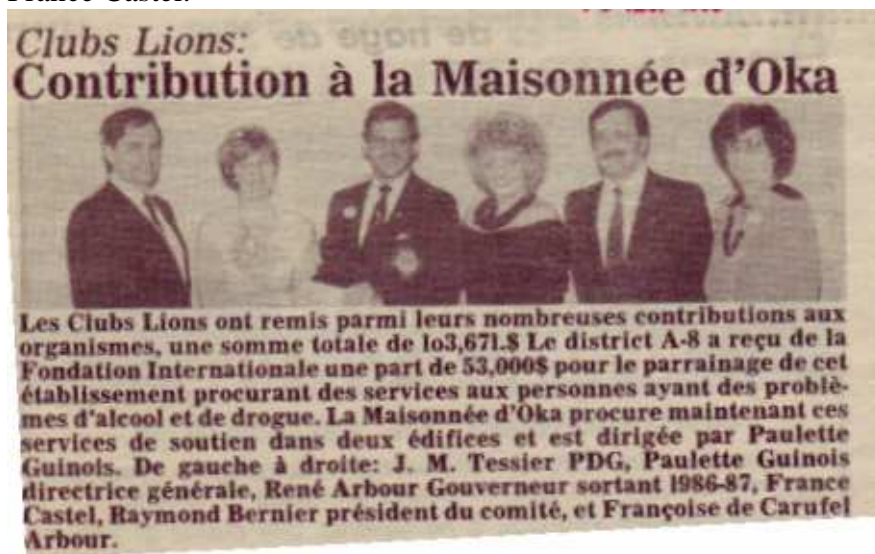 France Castel.
Clubs Lions:
Contribution à la Maisonnée d'Oka
Les Clubs Lions ont remis parmi leurs nombreuses contributions aux
organismes, une somme totale de lo3,671.$ Le district A-8 a reçu de la
Fondation Internationale une part de 53,000$ pour le parrainage de cet
établissement procurant des services aux personnes ayant des problè-
mes d'alcool et de drogue. La Maisonnée d'Oka procure maintenant ces
services de soutien dans deux édifices et est dirigée par Paulette
Guinois. De gauche à droite: J. M. Tessier PDG, Paulette Guinois
directrice générale, René Arbour Gouverneur sortant 1986-87, France
Castel, Raymond Bernier président du comité, et Françoise de Carufel
Arbour.